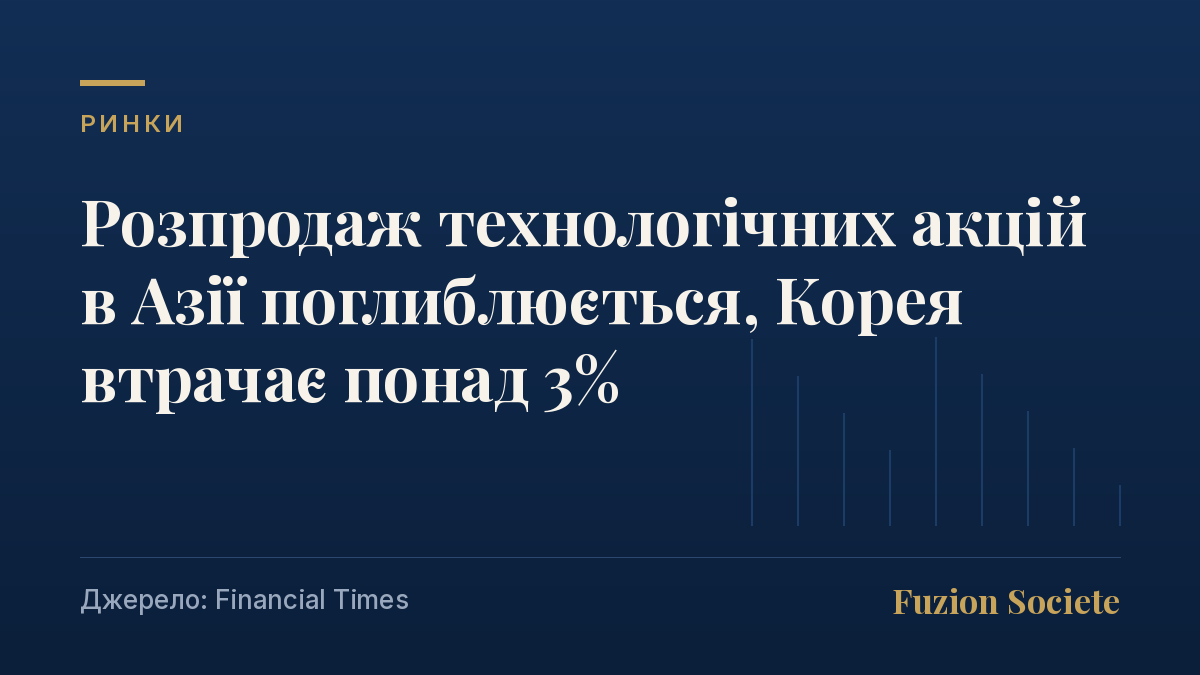 РИНКИ
Розпродаж технологічних акцій
в Азії поглиблюється, Корея
втрачає понад 3%
Джерело: Financial Times
Fuzion Societe